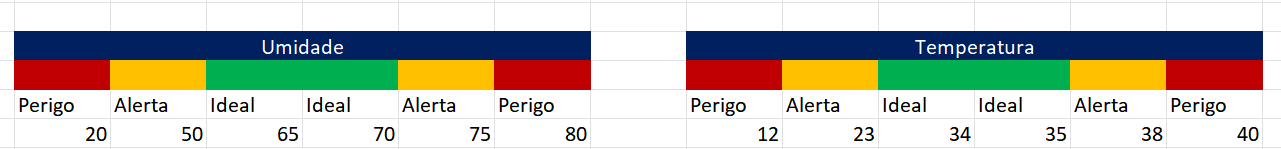 Umidade Temperatura
Perigo Alerta Ideal Ideal Alerta Perigo Perigo Alerta Ideal Ideal Alerta Perigo
20 50 65 70 75 80 12 23 34 35 38 40